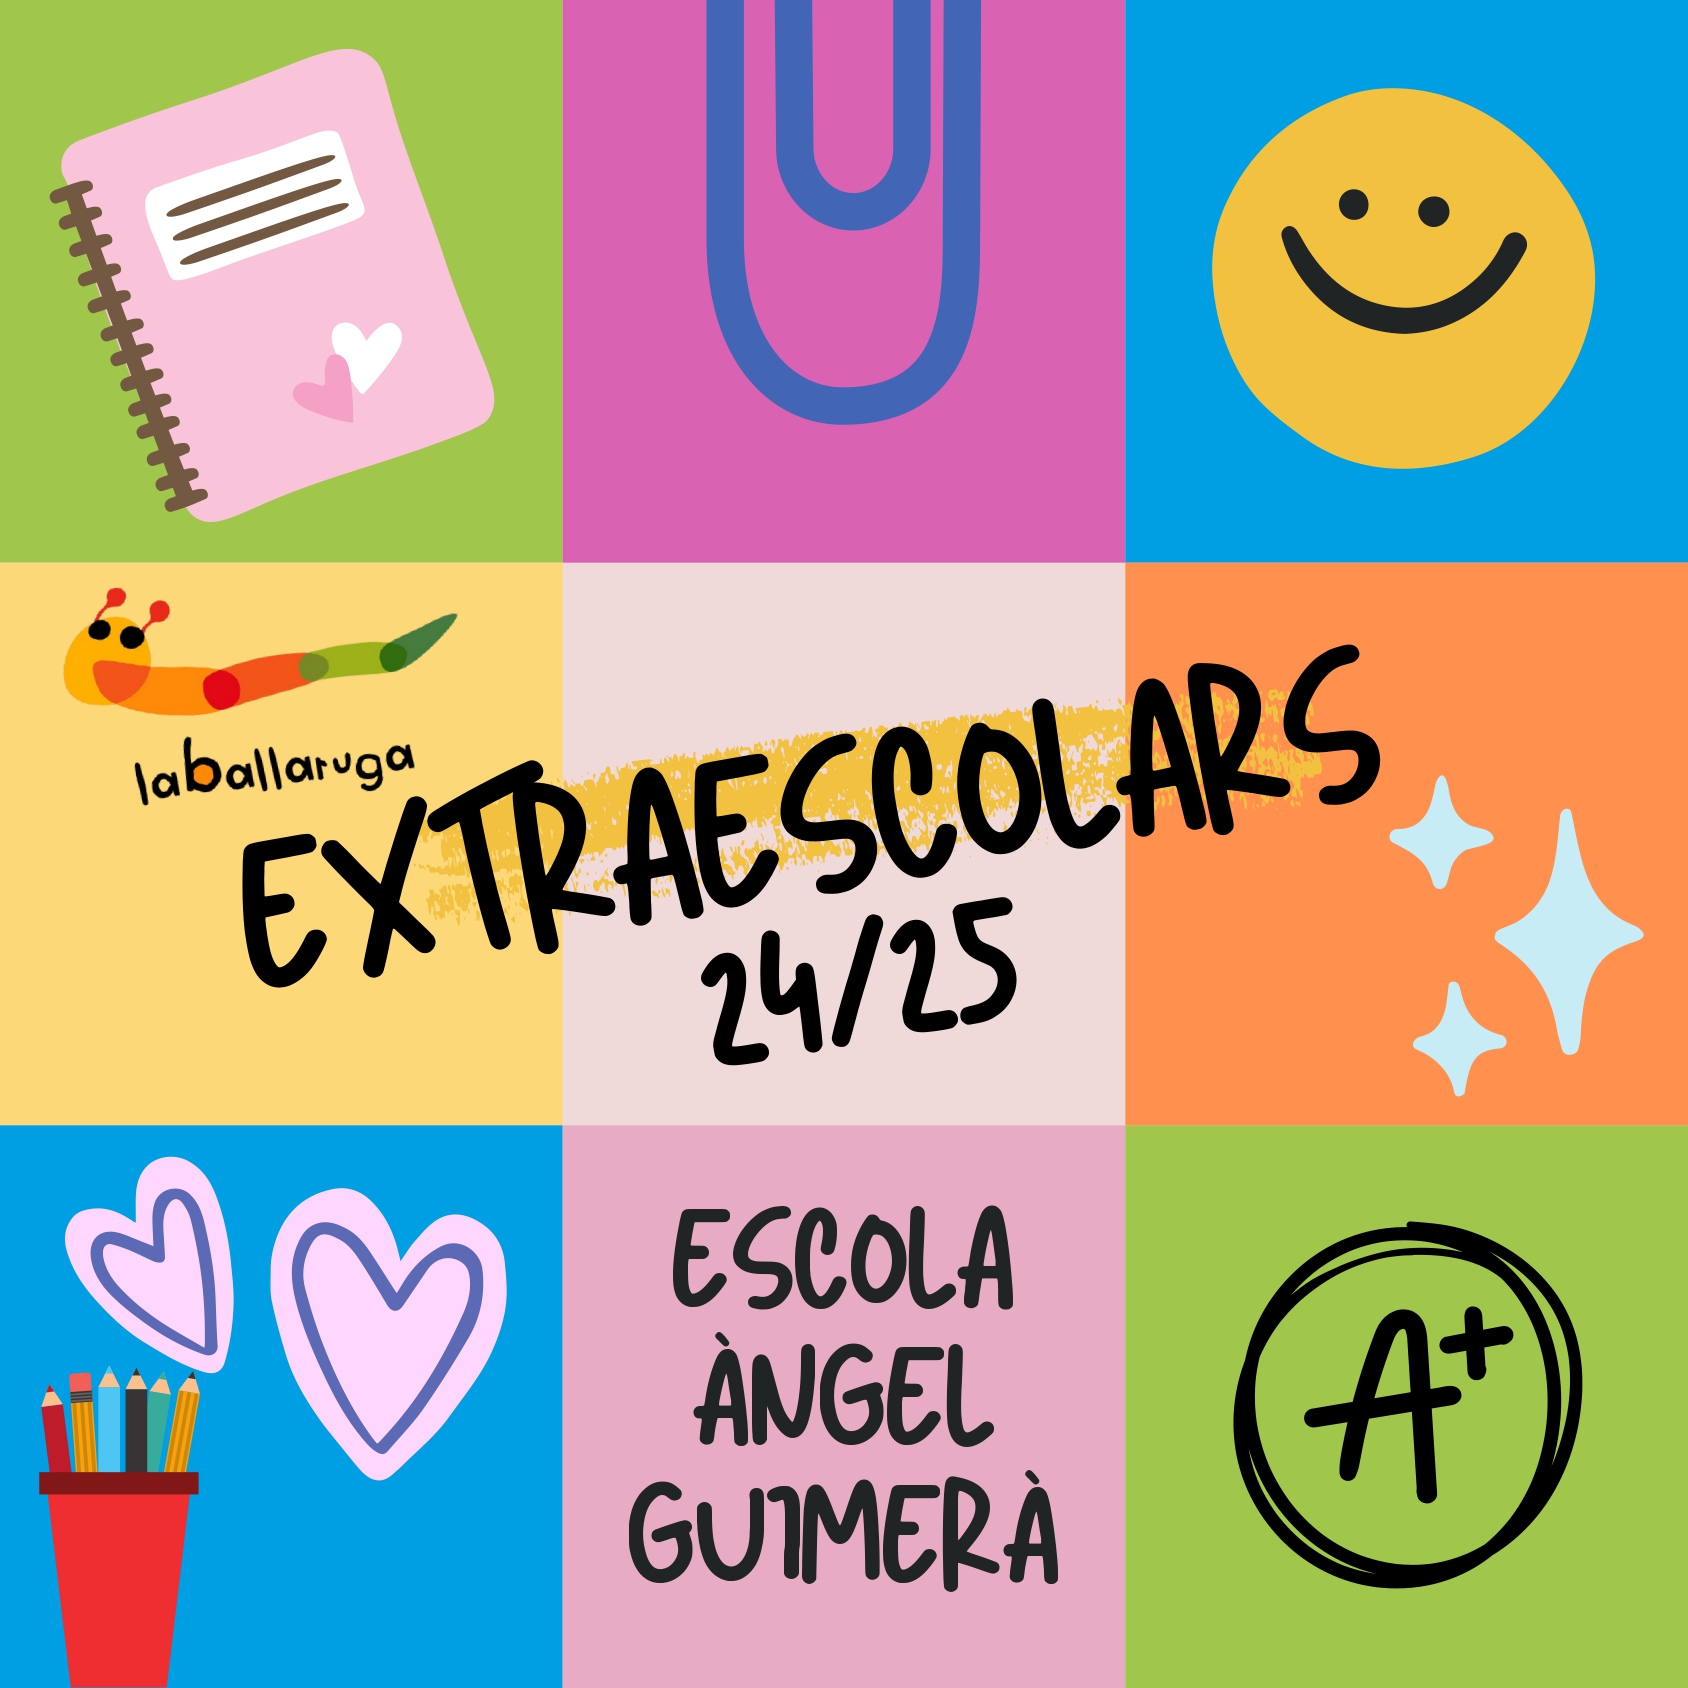 laballaruga
EXTRAESCOLARS
24/25
ESCOLA
ÀNGEL
GUIMERÀ
A+